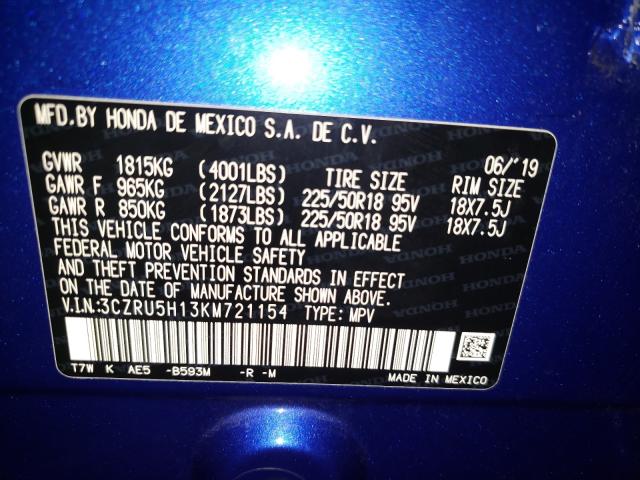 MFD.BY HONDA DE MEXICO S.A. DE C.V.
06/'19
GVWR 1815KG (4001LBS) TIRE SIZE RIM SIZE
GAWR F 965KG (2127LBS) 225/50R18 95V 18X7.5J
GAWR R 850KG (1873LBS) 225/50R18 95V 18X7.5J
THIS VEHICLE CONFORMS TO ALL APPLICABLE
FEDERAL MOTOR VEHICLE SAFETY
AND THEFT PREVENTION STANDARDS IN EFFECT
ON THE DATE OF MANUFACTURE SHOWN ABOVE.
V.I.N.:3CZRU5H13KM721154 TYPE: MPV
T7W K AE5 -B593M -R -M
MADE IN MEXICO